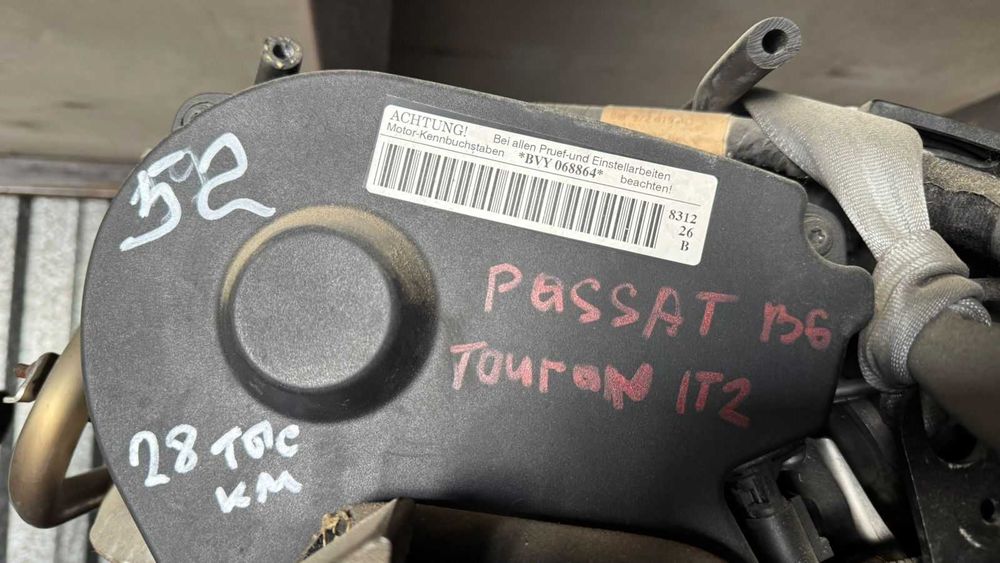 52
ACHTUNG! Bei allen Pruef-und Einstellarbeiten
Motor-Kennbuchstaben *BVY 068864* beachten!
8312
26
B
PASSAT B6
TOURAN 1T2
28 ТЫС
КМ